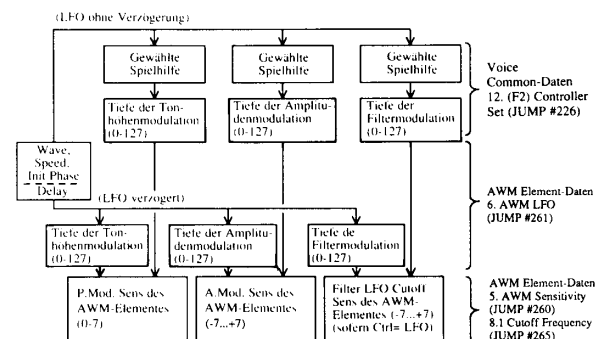 (LFO ohne Verzögerung)
Gewählte
Spielhilfe
Gewählte
Spielhilfe
Gewählte
Spielhilfe
Voice
Common-Daten
12. (F2) Controller
Set (JUMP #226)
Tiefe der Ton-
hohenmodulation
(0-127)
Tiefe der Amplitu-
denmodulation
(0-127)
Tiefe der
Filtermodulation
(0-127)
Wave,
Speed,
Init Phase
Delay
(LFO verzogert)
AWM Element-Daten
6. AWM LFO
(JUMP #261)
Tiefe der Ton-
hohenmodulation
(0-127)
Tiefe der Amplitu-
denmodulation
(0-127)
Tiefe de
Filtermodulation
(0-127)
P.Mod. Sens des
AWM-Elementes
(0-7)
A.Mod. Sens des
AWM-Elementes
(-7...+7)
Filter LFO Cutoff
Sens des AWM-
Elementes (-7...+7)
(sofern Ctrl= LFO)
AWM Element-Daten
5. AWM Sensitivity
(JUMP #260)
8.1 Cutoff Frequency
(JUMP #265)